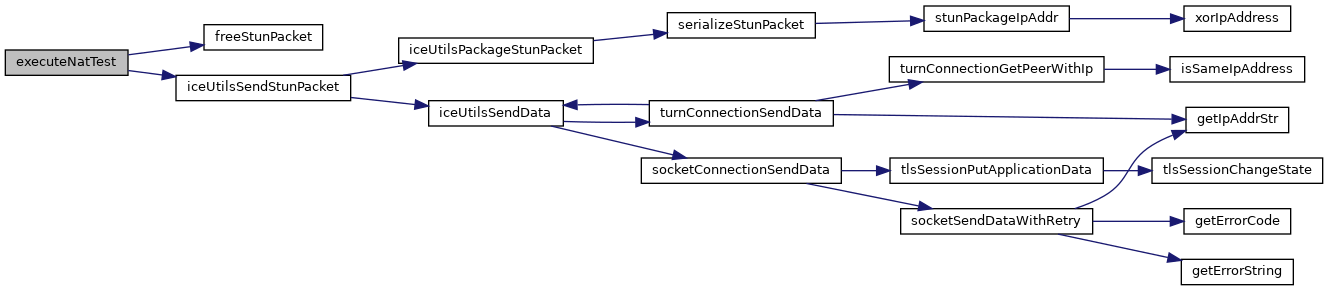 executeNatTest
freeStunPacket
iceUtilsSendStunPacket
iceUtilsPackageStunPacket
iceUtilsSendData
serializeStunPacket
turnConnectionSendData
socketConnectionSendData
stunPackageIpAddr
turnConnectionGetPeerWithIp
tlsSessionPutApplicationData
socketSendDataWithRetry
xorIpAddress
isSameIpAddress
getIpAddrStr
tlsSessionChangeState
getErrorCode
getErrorString